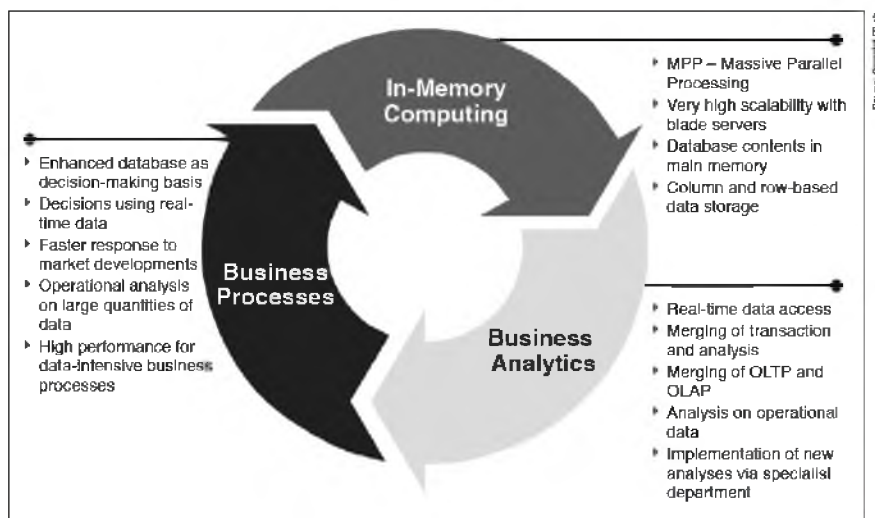 In-Memory
Computing
MPP – Massive Parallel
Processing
Very high scalability with
blade servers
Database contents in
main memory
Column and row-based
data storage
Enhanced database as
decision-making basis
Decisions using real-
time data
Faster response to
market developments
Operational analysis
on large quantities of
data
High performance for
data-intensive business
processes
Business
Processes
Business
Analytics
Real-time data access
Merging of transaction
and analysis
Merging of OLTP and
OLAP
Analysis on operational
data
Implementation of new
analyses via specialist
department